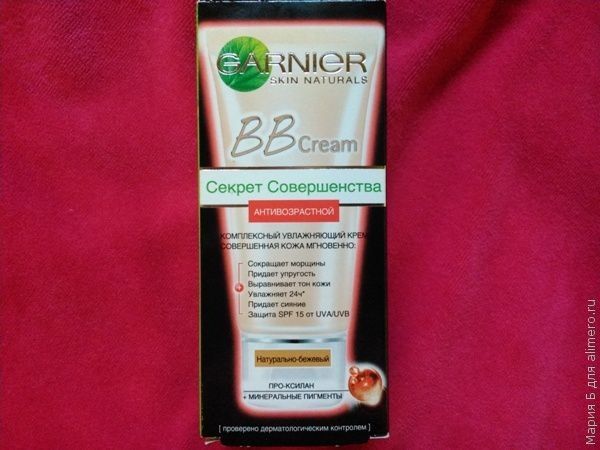 GARNIER
SKIN NATURALS
BB Cream
Секрет Совершенства
АНТИВОЗРАСТНОЙ
КОМПЛЕКСНЫЙ УВЛАЖНЯЮЩИЙ КРЕМ
СОВЕРШЕННАЯ КОЖА МГНОВЕННО:
Сокращает морщины
Придает упругость
Выравнивает тон кожи
+ Увлажняет 24ч*
Придает сияние
Защита SPF 15 от UVA/UVB
Натурально-бежевый
ПРО-КСИЛАН
+ МИНЕРАЛЬНЫЕ ПИГМЕНТЫ
[ проверено дерматологическим контролем ]
Мария Б для alimero.ru